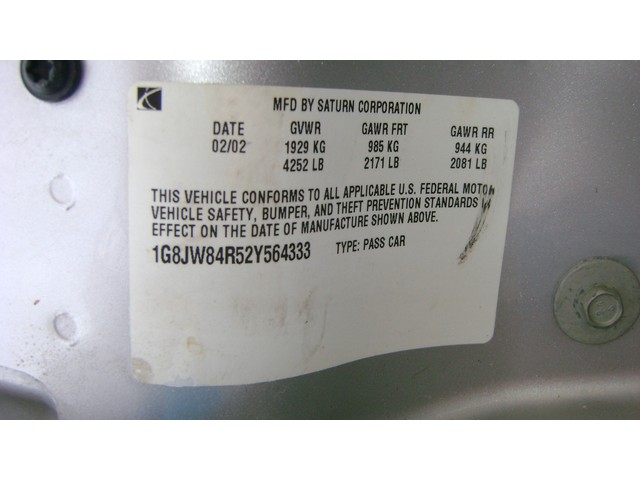 MFD BY SATURN CORPORATION
DATE GVWR GAWR FRT GAWR RR
02/02 1929 KG 985 KG 944 KG
4252 LB 2171 LB 2081 LB
THIS VEHICLE CONFORMS TO ALL APPLICABLE U.S. FEDERAL MOTOR
VEHICLE SAFETY, BUMPER, AND THEFT PREVENTION STANDARDS IN
EFFECT ON THE DATE OF MANUFACTURE SHOWN ABOVE.
1G8JW84R52Y564333 TYPE: PASS CAR